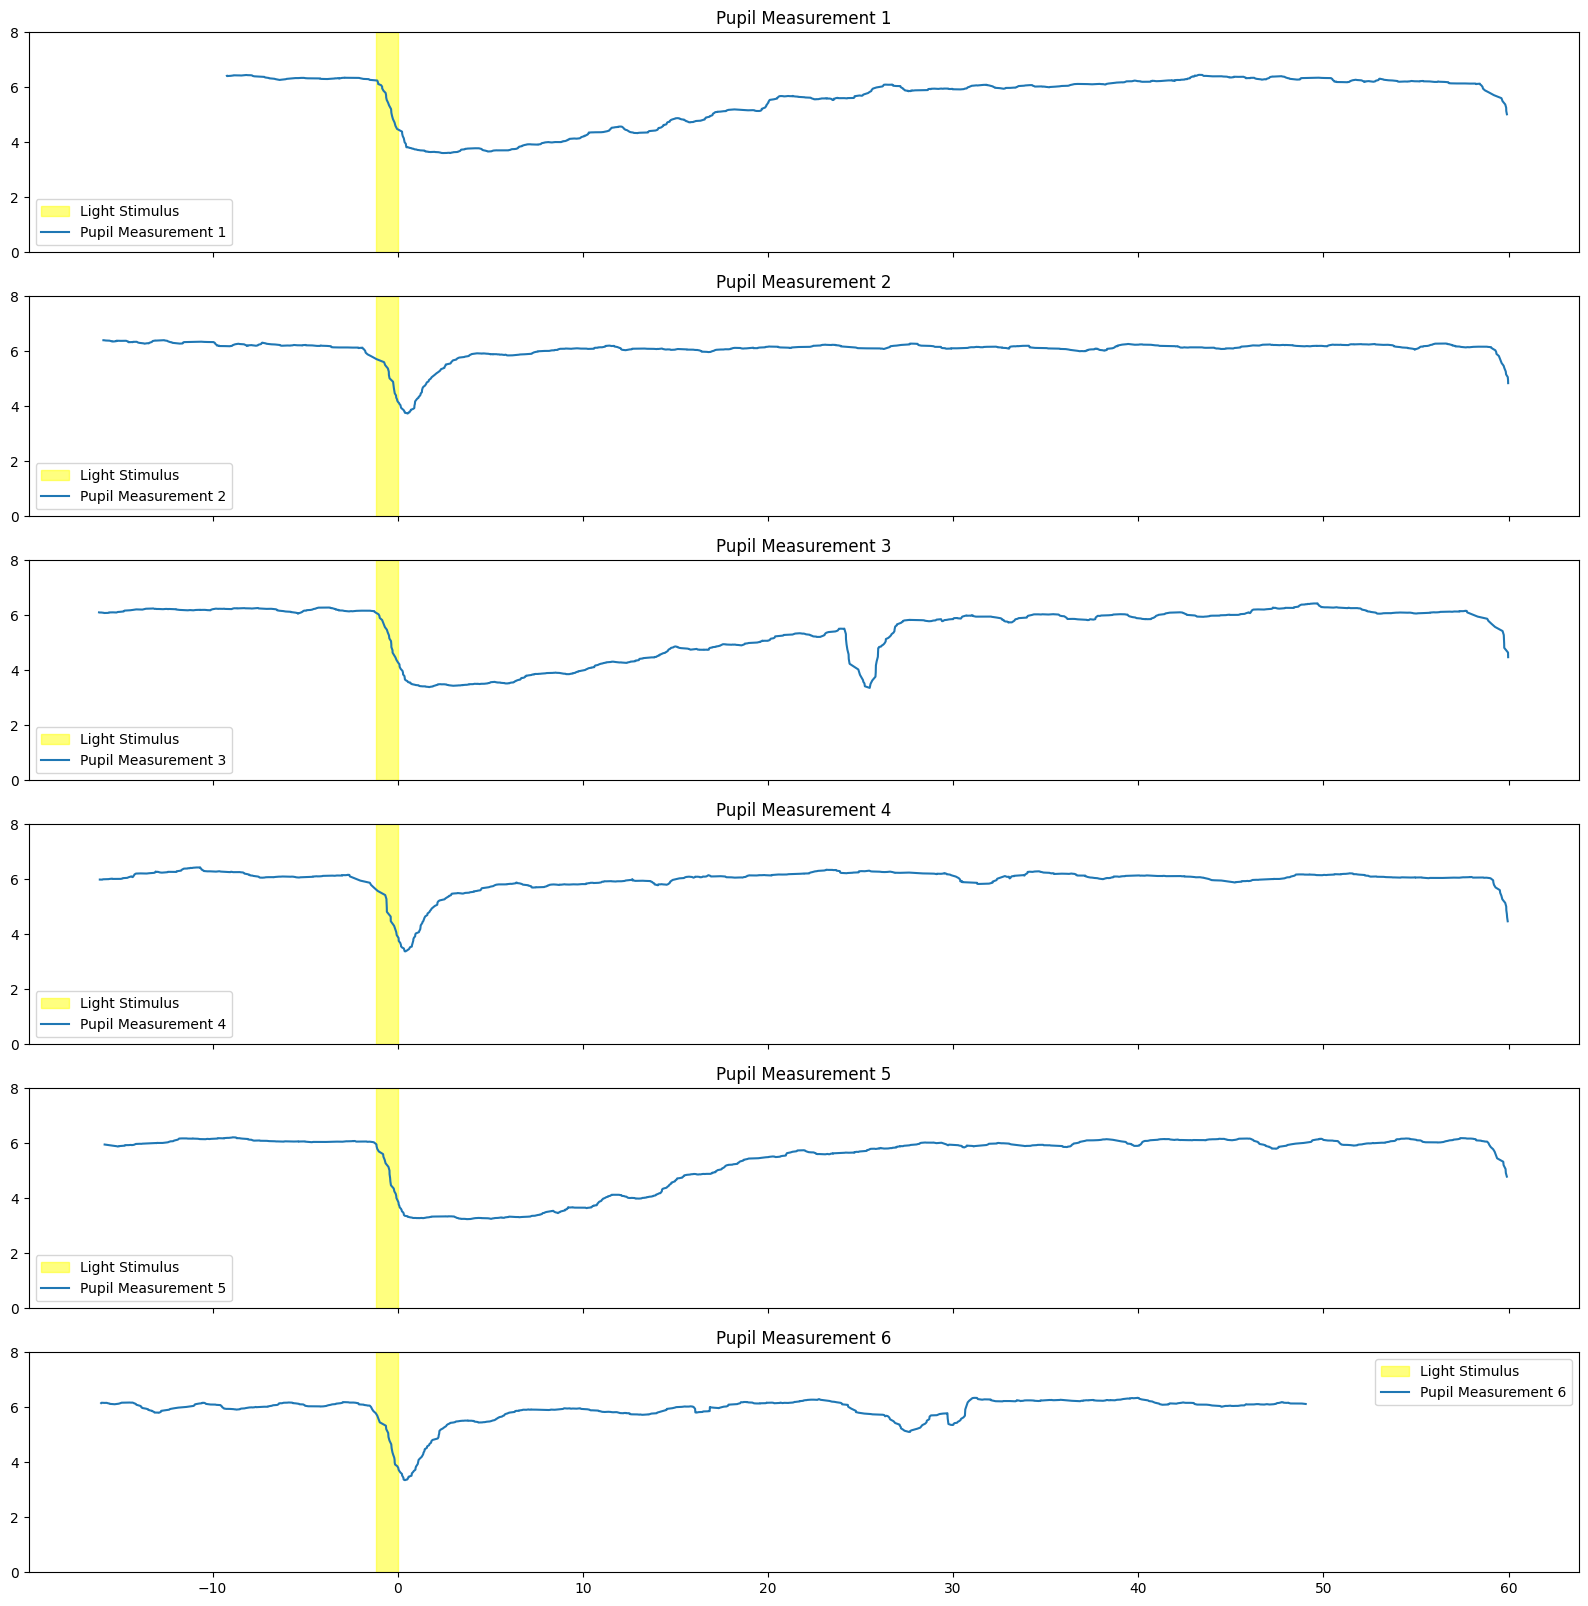 Pupil Measurement 1
8
6
4
2
0
Light Stimulus
Pupil Measurement 1
Pupil Measurement 2
8
6
4
2
0
Light Stimulus
Pupil Measurement 2
Pupil Measurement 3
8
6
4
2
0
Light Stimulus
Pupil Measurement 3
Pupil Measurement 4
8
6
4
2
0
Light Stimulus
Pupil Measurement 4
Pupil Measurement 5
8
6
4
2
0
Light Stimulus
Pupil Measurement 5
Pupil Measurement 6
8
6
4
2
0
Light Stimulus
Pupil Measurement 6
−10 0 10 20 30 40 50 60